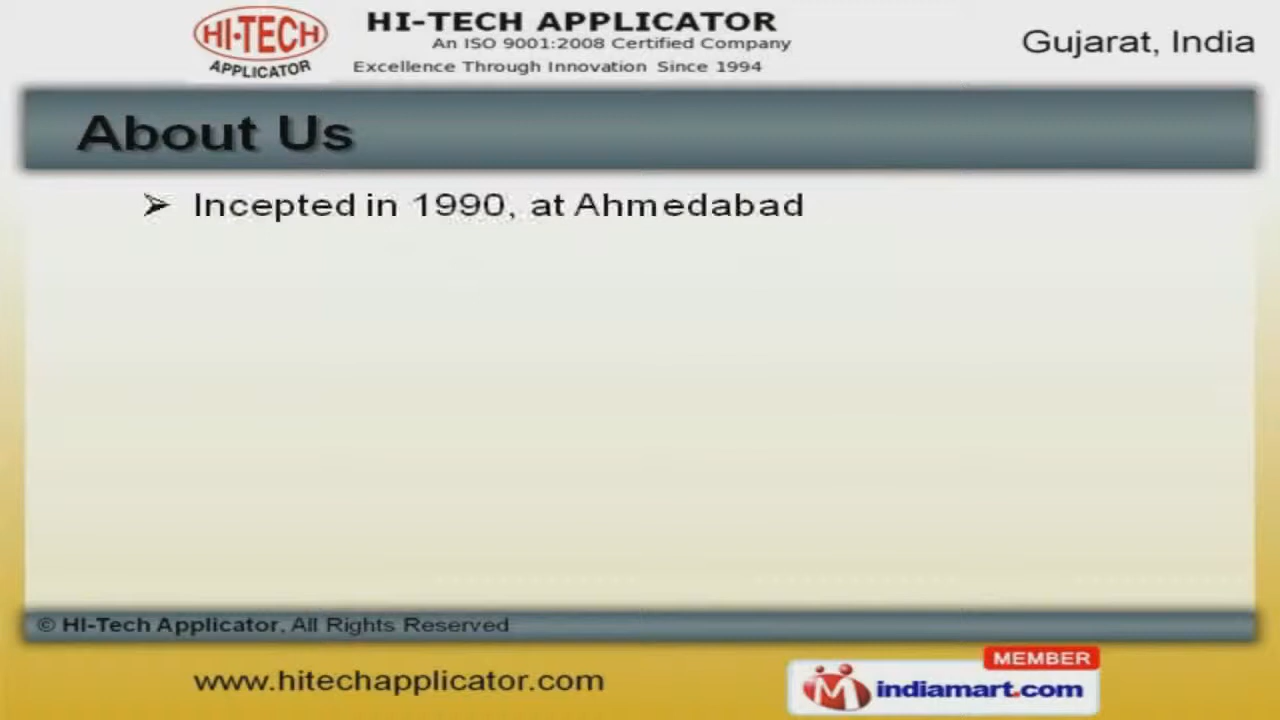 HI-TECH
APPLICATOR
HI-TECH APPLICATOR
An ISO 9001:2008 Certified Company
Excellence Through Innovation Since 1994
Gujarat, India
About Us
➢ Incepted in 1990, at Ahmedabad
© HI-Tech Applicator, All Rights Reserved
www.hitechapplicator.com
MEMBER
indiamart.com